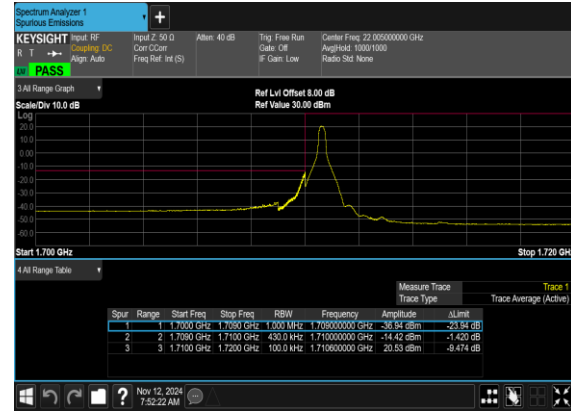 Spectrum Analyzer 1
Spurious Emissions
+
KEYSIGHT Input: RF Input Z: 50 Ω Atten: 40 dB Trig: Free Run Center Freq: 22.005000000 GHz
R T Coupling: DC Corr CCorr Gate: Off Avg|Hold: 1000/1000
Align: Auto Freq Ref: Int (S) IF Gain: Low Radio Std: None
PASS
3 All Range Graph
Ref Lvl Offset 8.00 dB
Scale/Div 10.0 dB Ref Value 30.00 dBm
Log
20.0
10.0
0.00
-10.0
-20.0
-30.0
-40.0
-50.0
-60.0
Start 1.700 GHz Stop 1.720 GH
4 All Range Table
Measure Trace Trace 1
Trace Type Trace Average (Active)
Spur Range Start Freq Stop Freq RBW Frequency Amplitude ΔLimit
1 1 1.7000 GHz 1.7090 GHz 1.000 MHz 1.709000000 GHz -36.94 dBm -23.94 dB
2 2 1.7090 GHz 1.7100 GHz 430.0 kHz 1.710000000 GHz -14.42 dBm -1.420 dB
3 3 1.7100 GHz 1.7200 GHz 100.0 kHz 1.710600000 GHz 20.53 dBm -9.474 dB
? Nov 12, 2024
7:52:22 AM